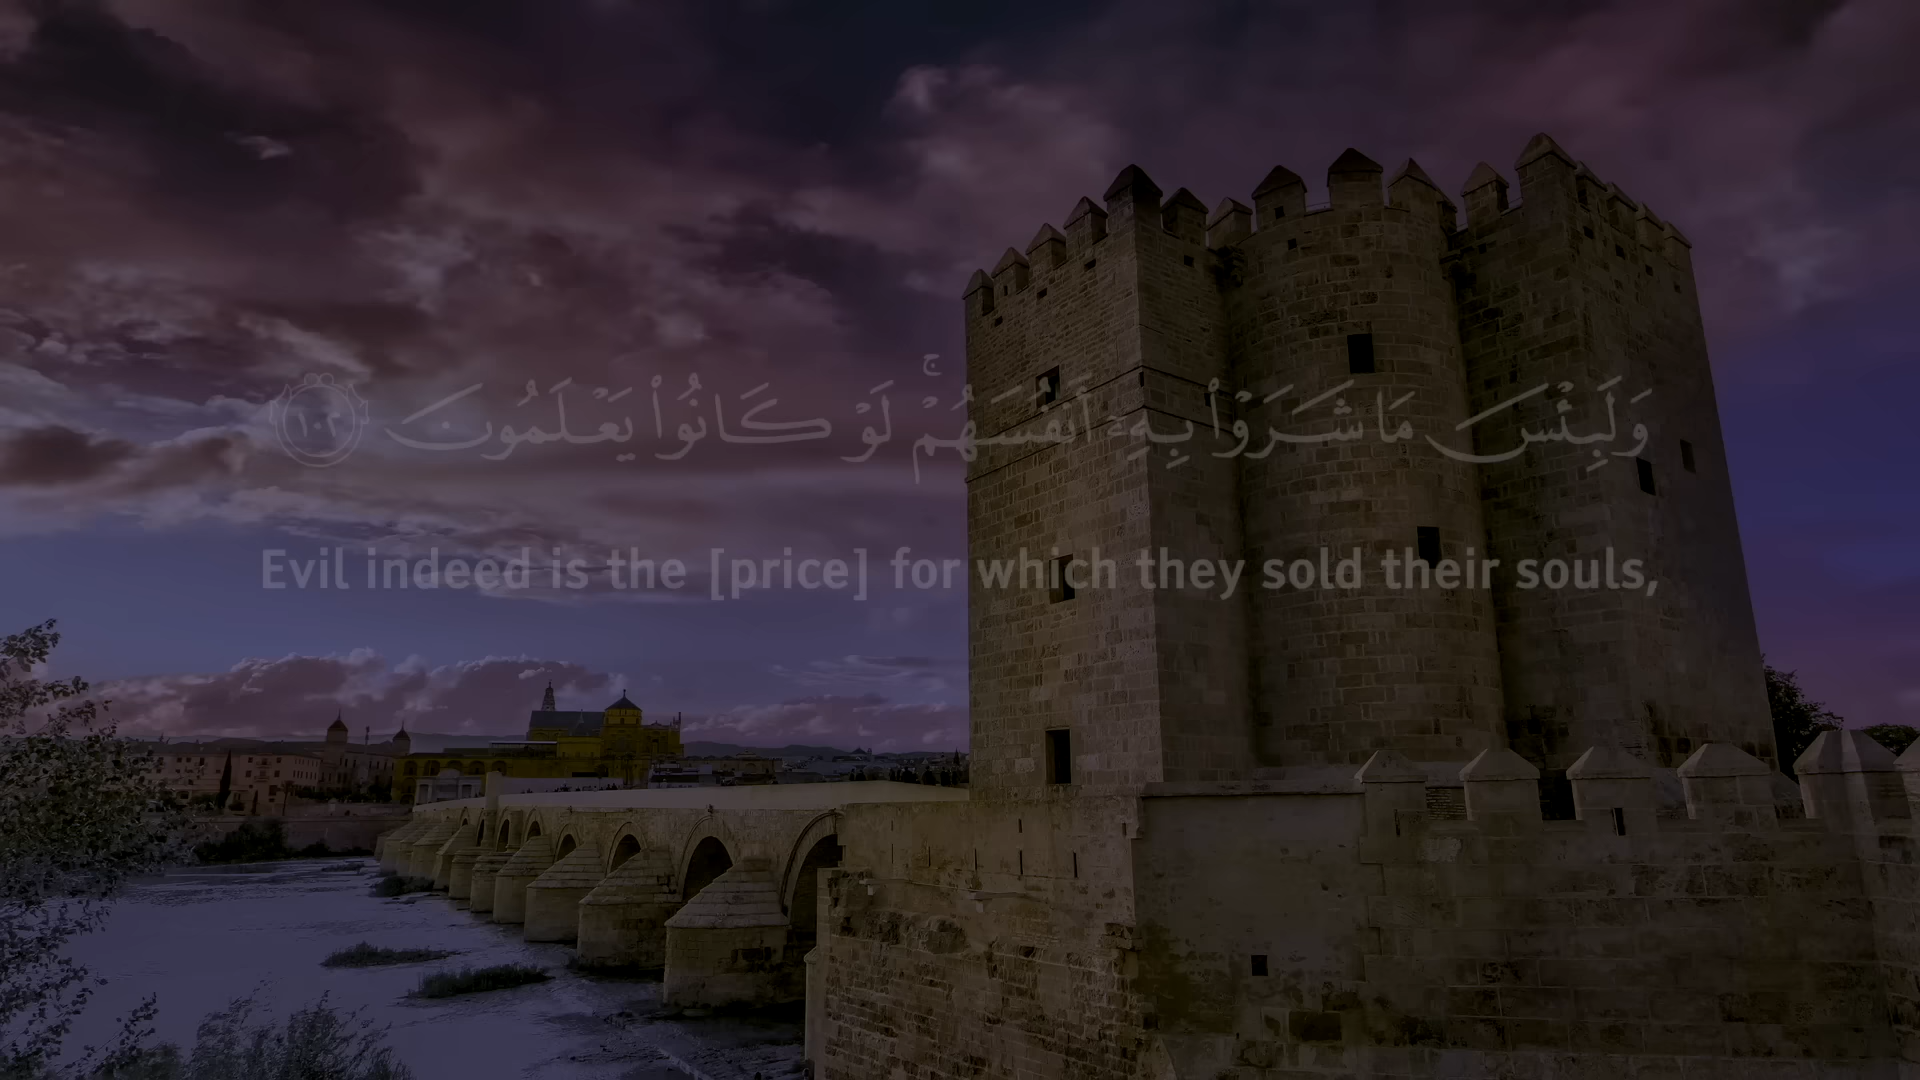 وَلَبِئْسَ مَا شَرَوْا۟ بِهِۦٓ أَنفُسَهُمْ ۚ لَوْ كَانُوا۟ يَعْلَمُونَ ١٠٢
Evil indeed is the [price] for which they sold their souls,